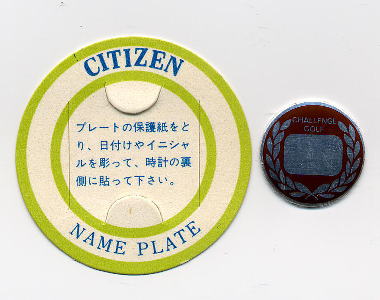 CITIZEN
プレートの保護紙をと
り、日付けやイニシャ
ルを彫って、時計の裏
側に貼って下さい。
NAME PLATE
CHALLENGE
GOLF